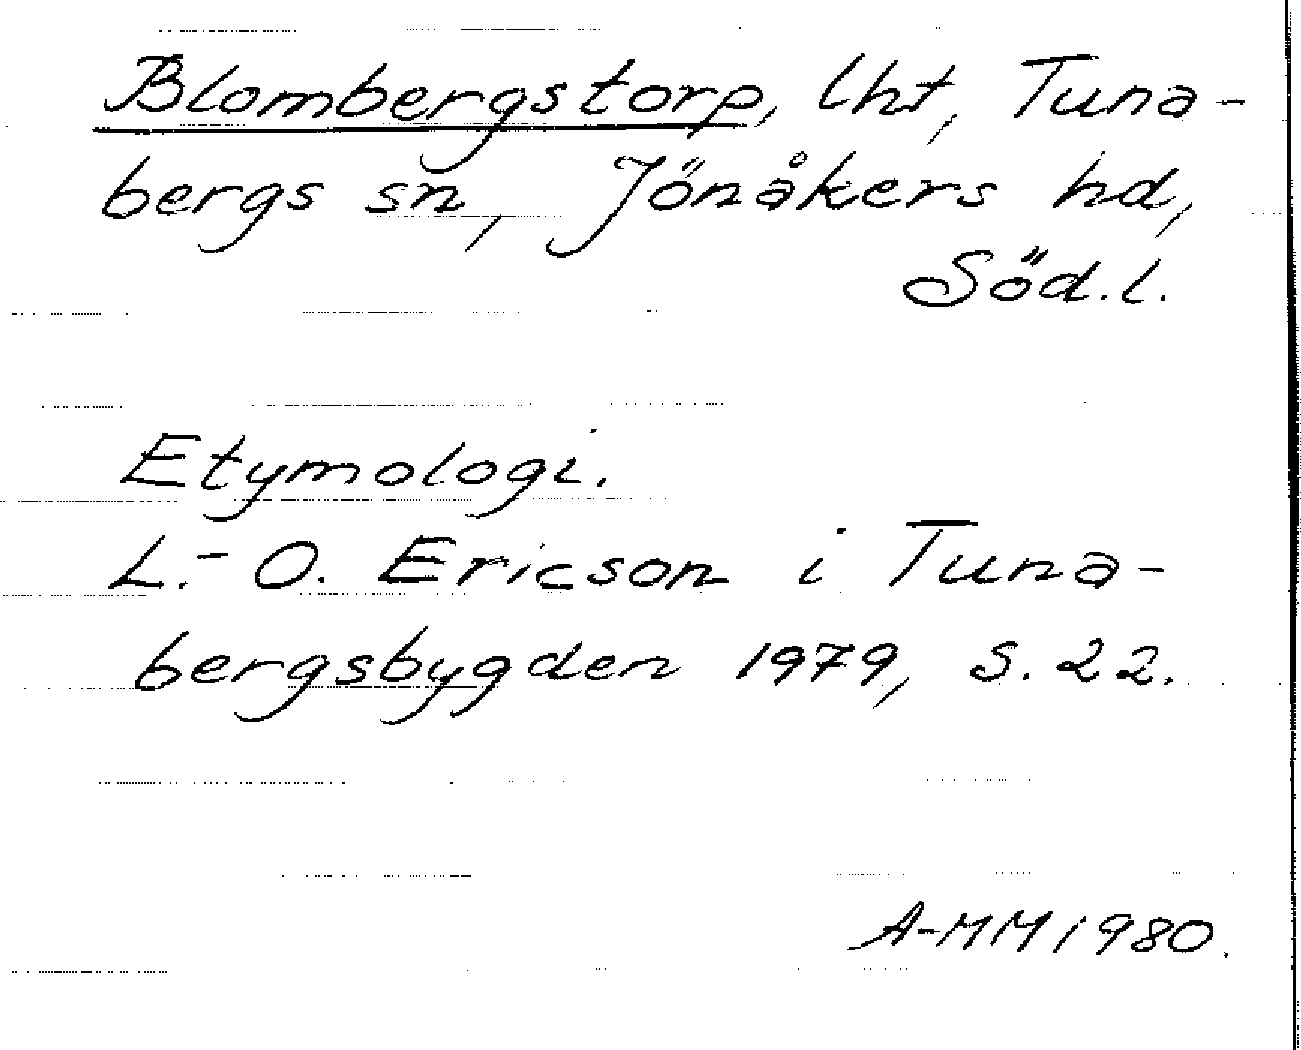 Blombergstorp, lht, Tuna-
bergs sn, Jönåkers hd,
Söd.l.
Etymologi.
L.-O. Ericson i Tuna-
bergsbygden 1979, S.22.
A-MM 1980.